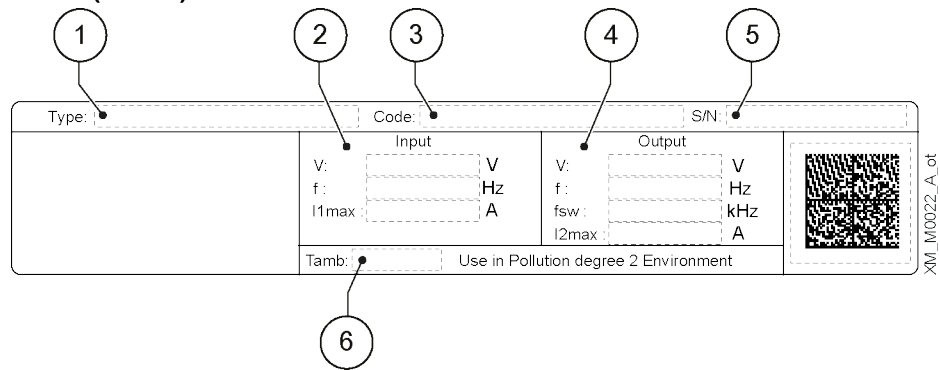 1 2 3 4 5
Type: Code: S/N:
Input Output
V: V V: V
f : Hz f : Hz
I1max : A fsw : kHz
I2max : A
Tamb: Use in Pollution degree 2 Environment
6
XM_M0022_A_ot